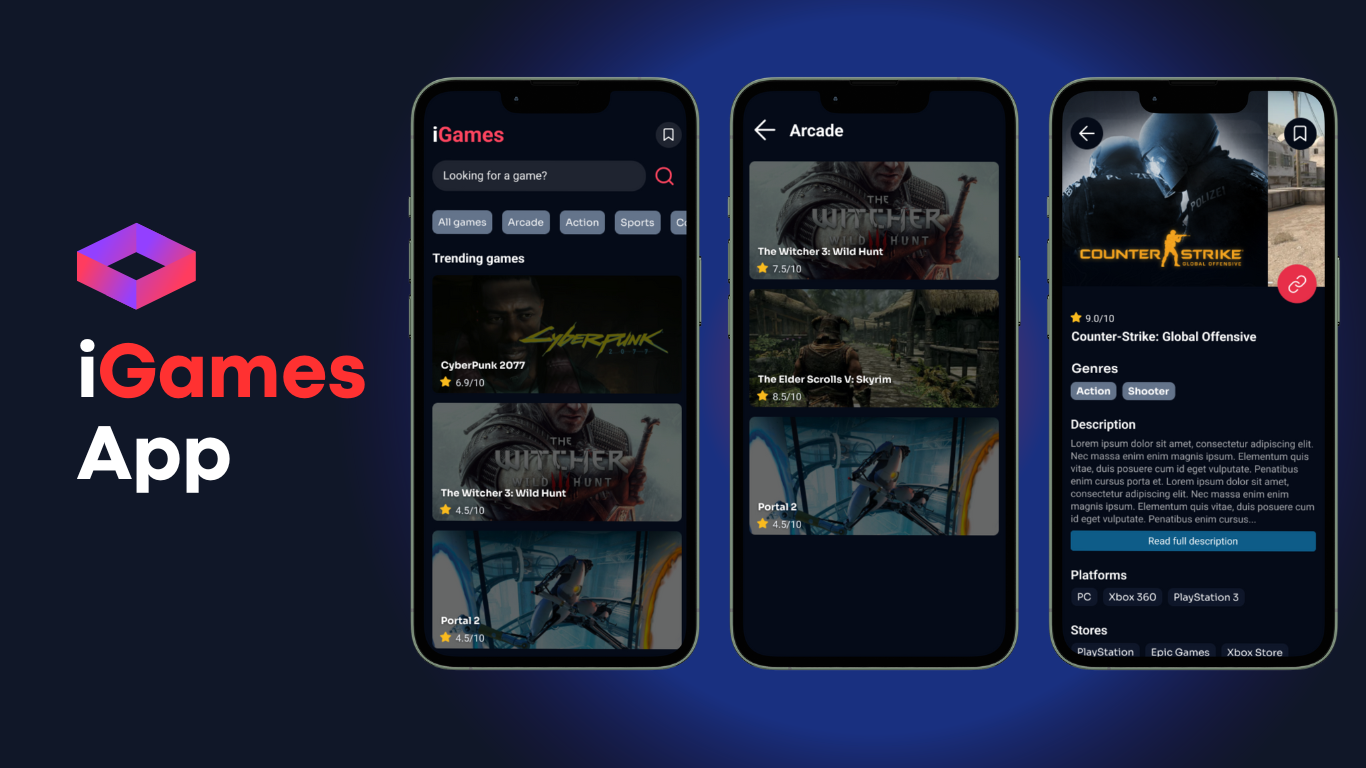 iGames
App
iGames
Looking for a game?
All games
Arcade
Action
Sports
Trending games
CYBERPUNK
2077
CyberPunk 2077
6.9/10
THE
WITCHER
WILD HUNT
The Witcher 3: Wild Hunt
4.5/10
Portal 2
4.5/10
Arcade
THE
WITCHER
WILD HUNT
The Witcher 3: Wild Hunt
7.5/10
The Elder Scrolls V: Skyrim
8.5/10
Portal 2
4.5/10
POLIZEI
COUNTER STRIKE
GLOBAL OFFENSIVE
9.0/10
Counter-Strike: Global Offensive
Genres
Action
Shooter
Description
Lorem ipsum dolor sit amet, consectetur adipiscing elit.
Nec massa enim enim magnis ipsum. Elementum quis
vitae, duis posuere cum id eget vulputate. Penatibus
enim cursus porta et. Lorem ipsum dolor sit amet,
consectetur adipiscing elit. Nec massa enim enim
magnis ipsum. Elementum quis vitae, duis posuere cum
id eget vulputate. Penatibus enim cursus...
Read full description
Platforms
PC
Xbox 360
PlayStation 3
Stores
PlayStation
Epic Games
Xbox Store